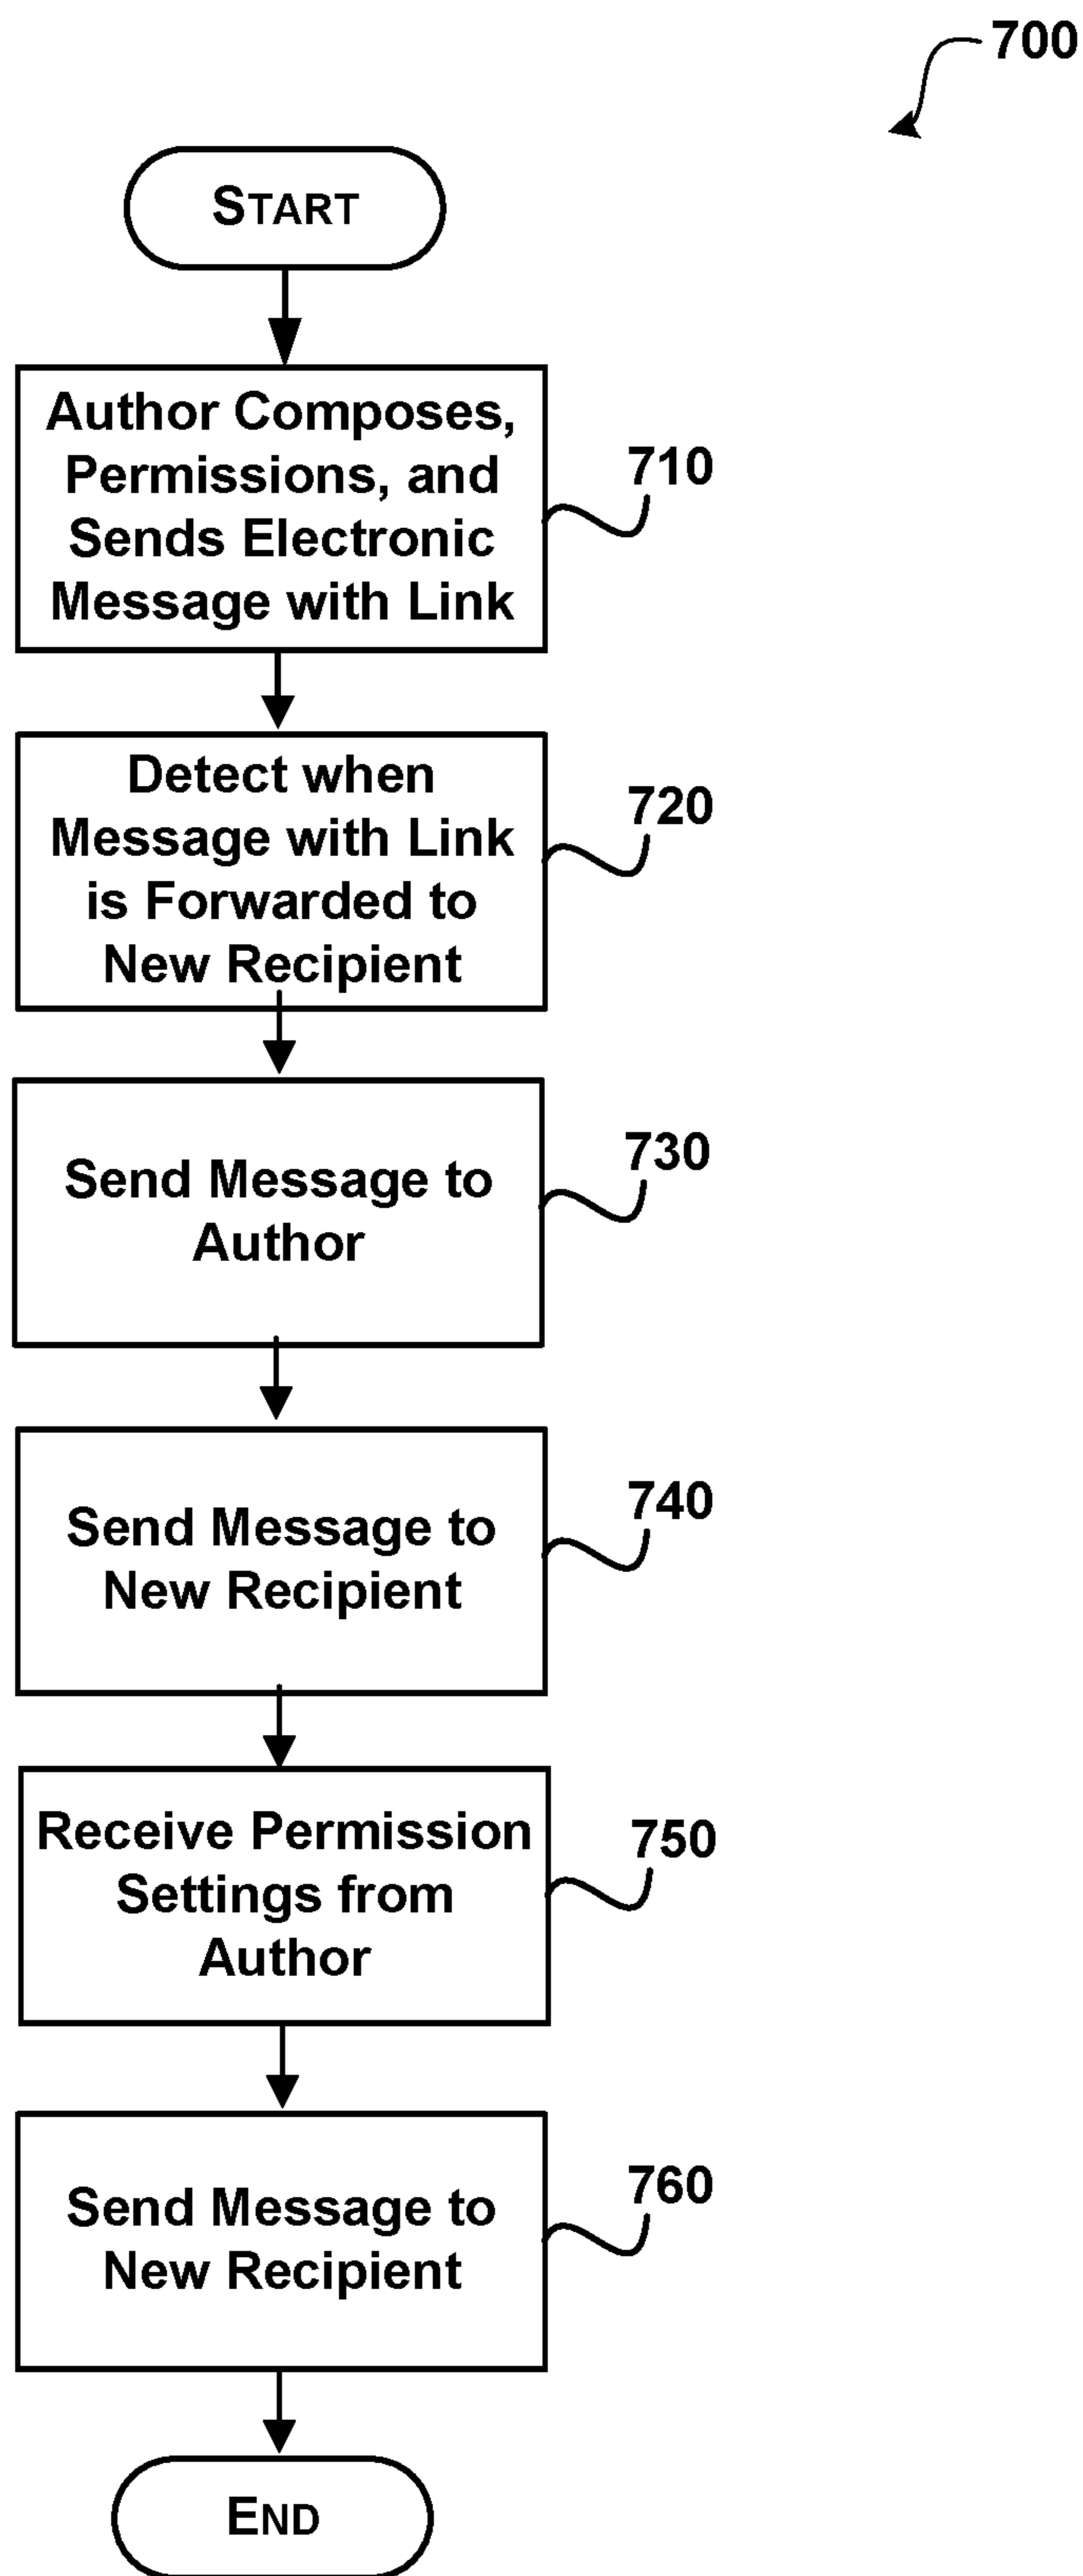 700
START
Author Composes,
Permissions, and
Sends Electronic
Message with Link
710
Detect when
Message with Link
is Forwarded to
New Recipient
720
Send Message to
Author
730
Send Message to
New Recipient
740
Receive Permission
Settings from
Author
750
Send Message to
New Recipient
760
END